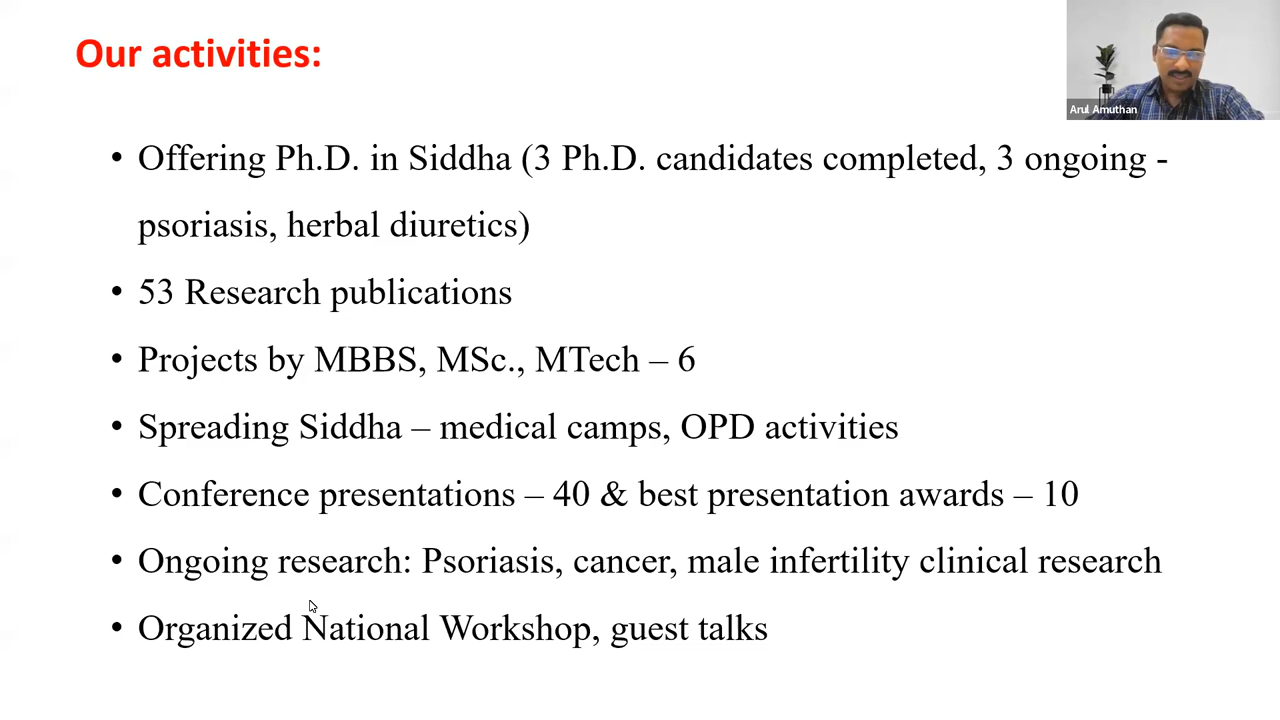 Our activities:
Arul Amuthan
• Offering Ph.D. in Siddha (3 Ph.D. candidates completed, 3 ongoing -
psoriasis, herbal diuretics)
• 53 Research publications
• Projects by MBBS, MSc., MTech – 6
• Spreading Siddha – medical camps, OPD activities
• Conference presentations – 40 & best presentation awards – 10
• Ongoing research: Psoriasis, cancer, male infertility clinical research
• Organized National Workshop, guest talks